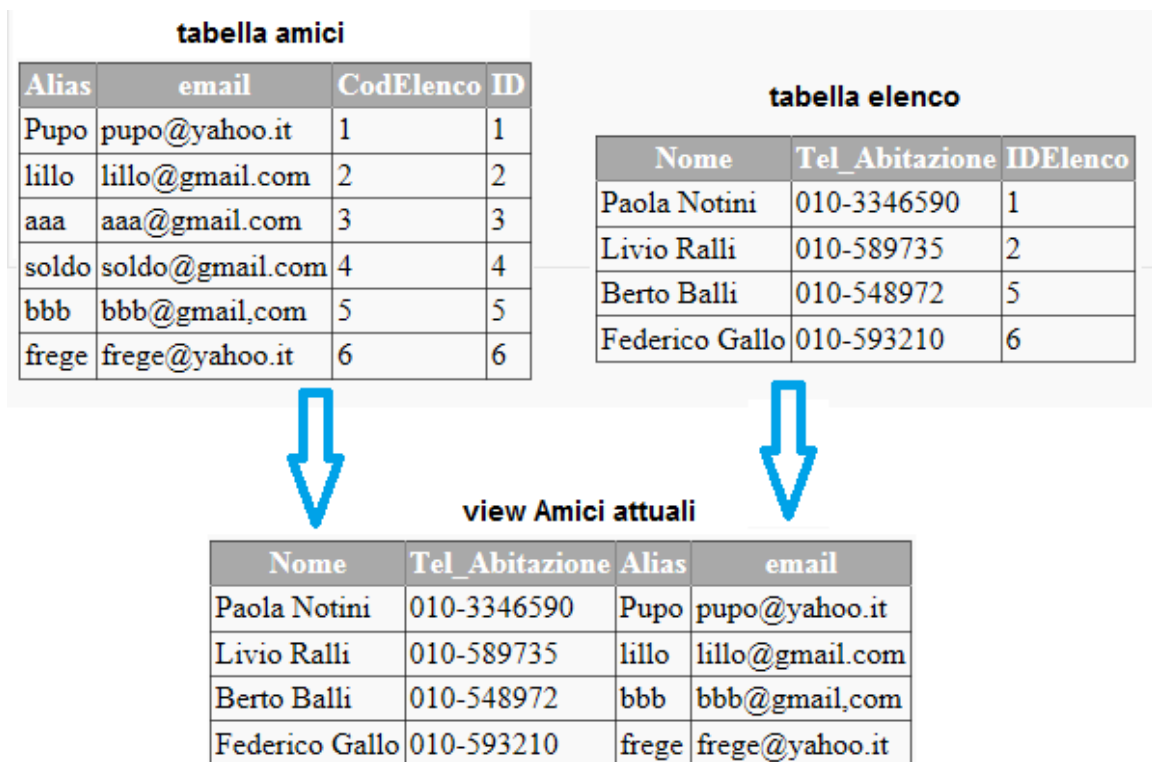 tabella amici
Alias email CodElenco ID
Pupo pupo@yahoo.it 1 1
lillo lillo@gmail.com 2 2
aaa aaa@gmail.com 3 3
soldo soldo@gmail.com 4 4
bbb bbb@gmail,com 5 5
frege frege@yahoo.it 6 6
tabella elenco
Nome Tel_Abitazione IDElenco
Paola Notini 010-3346590 1
Livio Ralli 010-589735 2
Berto Balli 010-548972 5
Federico Gallo 010-593210 6
view Amici attuali
Nome Tel_Abitazione Alias email
Paola Notini 010-3346590 Pupo pupo@yahoo.it
Livio Ralli 010-589735 lillo lillo@gmail.com
Berto Balli 010-548972 bbb bbb@gmail,com
Federico Gallo 010-593210 frege frege@yahoo.it